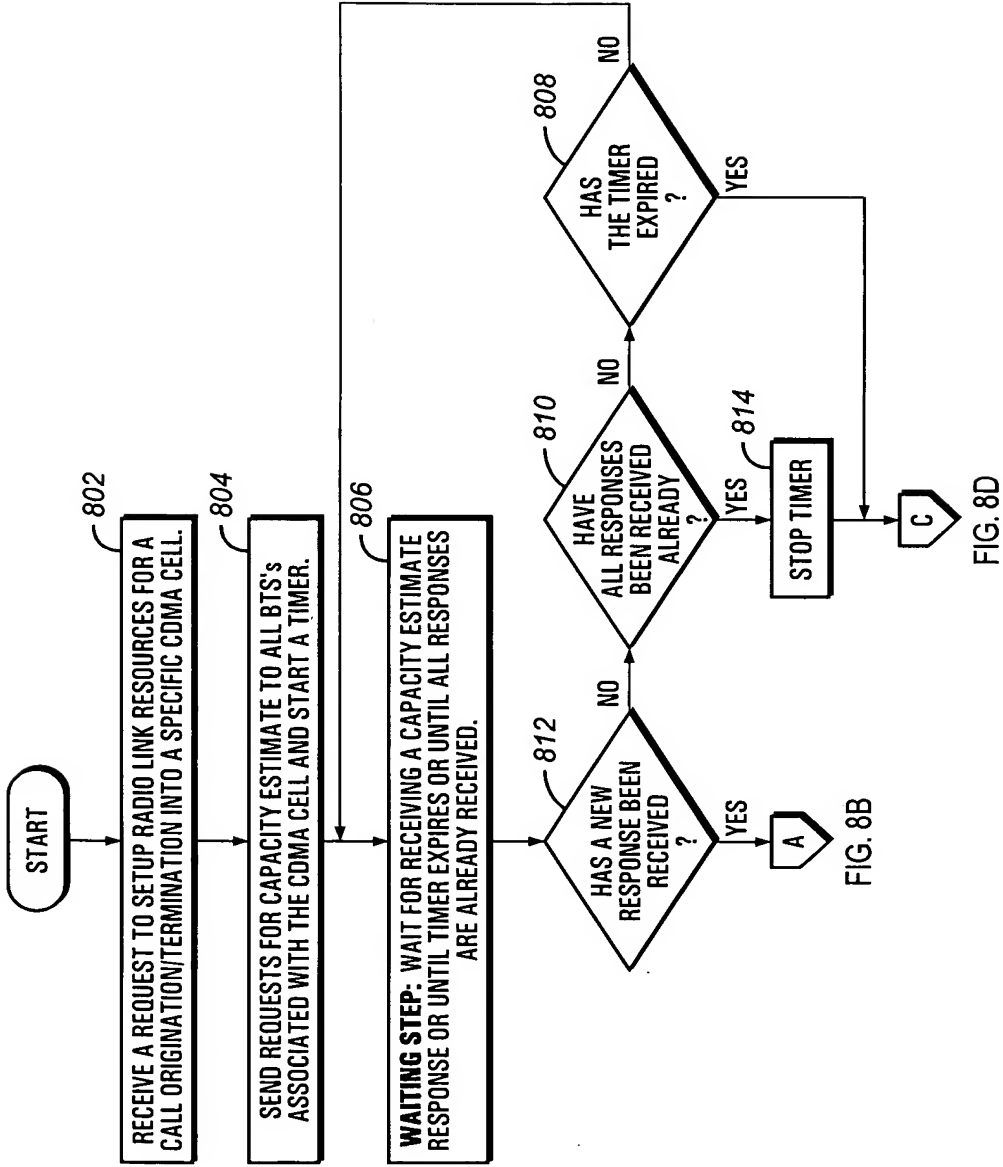 START
802
RECEIVE A REQUEST TO SETUP RADIO LINK RESOURCES FOR A
CALL ORIGINATION/TERMINATION INTO A SPECIFIC CDMA CELL.
804
SEND REQUESTS FOR CAPACITY ESTIMATE TO ALL BTS's
ASSOCIATED WITH THE CDMA CELL AND START A TIMER.
806
WAITING STEP: WAIT FOR RECEIVING A CAPACITY ESTIMATE
RESPONSE OR UNTIL TIMER EXPIRES OR UNTIL ALL RESPONSES
ARE ALREADY RECEIVED.
812
HAS A NEW
RESPONSE BEEN
RECEIVED
?
NO
YES
A
FIG. 8B
810
HAVE
ALL RESPONSES
BEEN RECEIVED
ALREADY
?
NO
YES
814
STOP TIMER
C
FIG. 8D
808
HAS
THE TIMER
EXPIRED
?
NO
YES